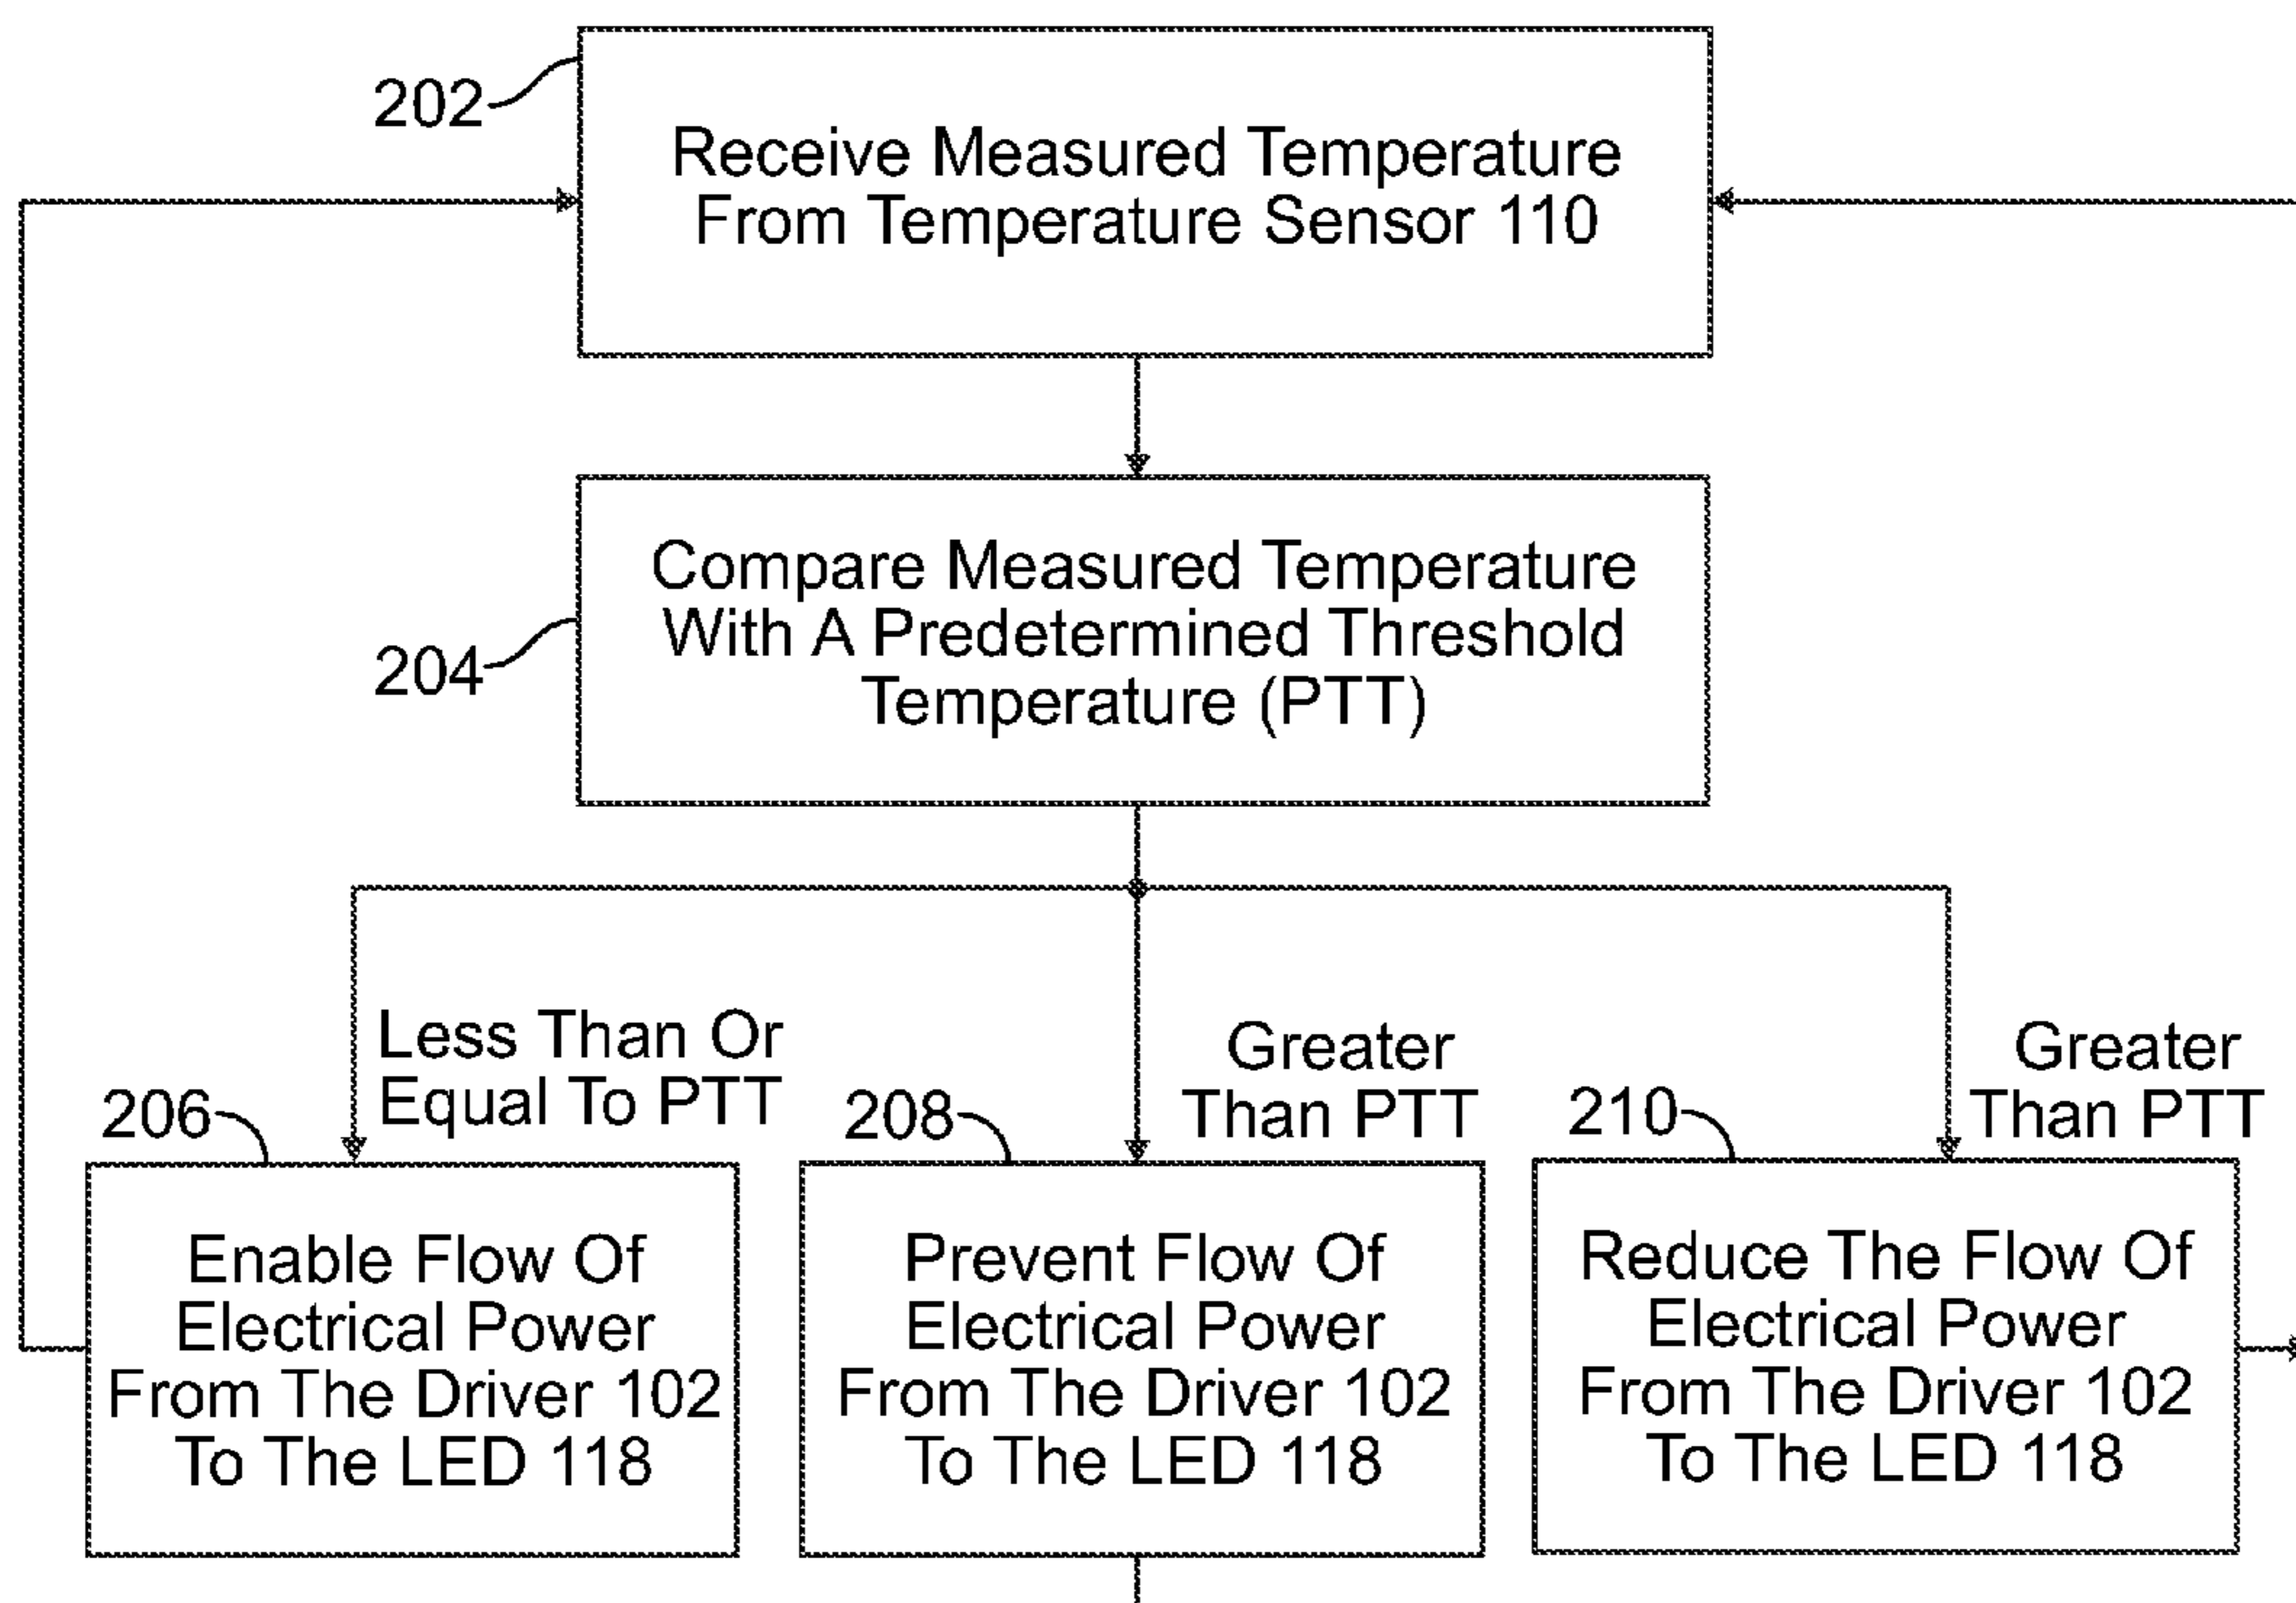 202
Receive Measured Temperature
From Temperature Sensor 110
204
Compare Measured Temperature
With A Predetermined Threshold
Temperature (PTT)
Less Than Or
Equal To PTT
Greater
Than PTT
Greater
Than PTT
206
Enable Flow Of
Electrical Power
From The Driver 102
To The LED 118
208
Prevent Flow Of
Electrical Power
From The Driver 102
To The LED 118
210
Reduce The Flow Of
Electrical Power
From The Driver 102
To The LED 118